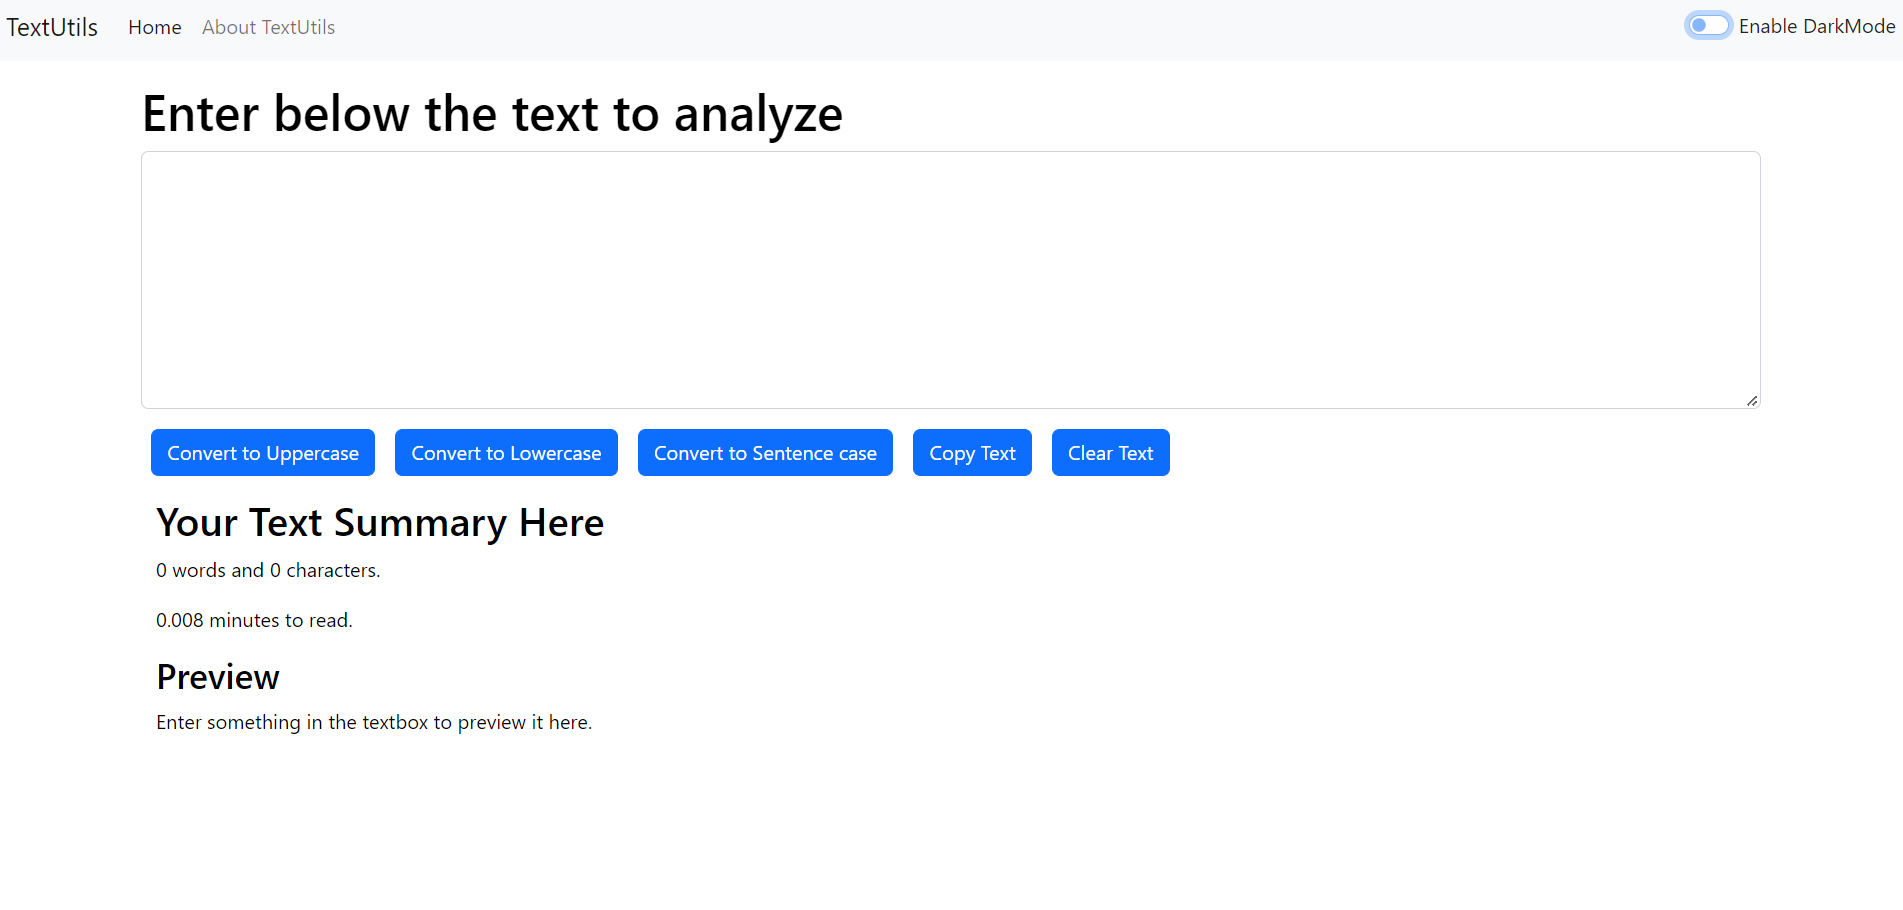 TextUtils Home About TextUtils Enable DarkMode
Enter below the text to analyze
Convert to Uppercase Convert to Lowercase Convert to Sentence case Copy Text Clear Text
Your Text Summary Here
0 words and 0 characters.
0.008 minutes to read.
Preview
Enter something in the textbox to preview it here.